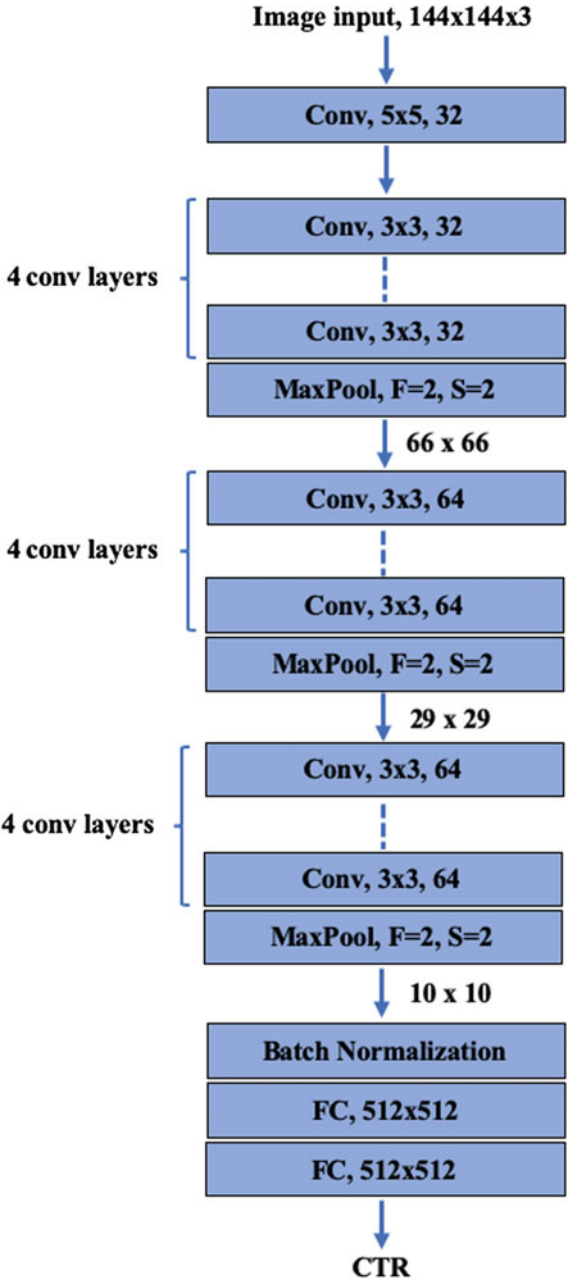 Image input, 144x144x3
Conv, 5x5, 32
Conv, 3x3, 32
4 conv layers
Conv, 3x3, 32
MaxPool, F=2, S=2
66 x 66
Conv, 3x3, 64
4 conv layers
Conv, 3x3, 64
MaxPool, F=2, S=2
29 x 29
Conv, 3x3, 64
4 conv layers
Conv, 3x3, 64
MaxPool, F=2, S=2
10 x 10
Batch Normalization
FC, 512x512
FC, 512x512
CTR